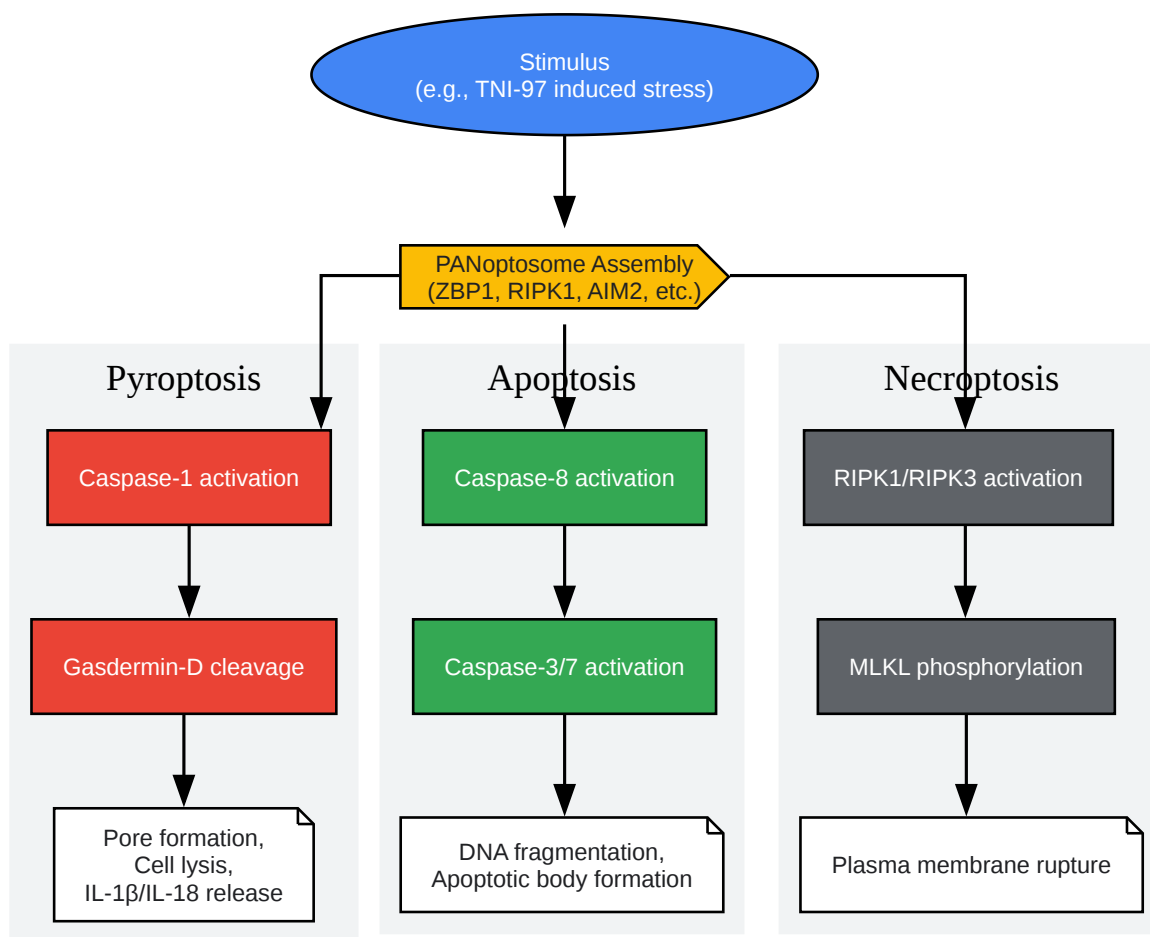 Stimulus
(e.g., TNI-97 induced stress)
PANoptosome Assembly
(ZBP1, RIPK1, AIM2, etc.)
Pyroptosis
Caspase-1 activation
Gasdermin-D cleavage
Pore formation,
Cell lysis,
IL-1β/IL-18 release
Apoptosis
Caspase-8 activation
Caspase-3/7 activation
DNA fragmentation,
Apoptotic body formation
Necroptosis
RIPK1/RIPK3 activation
MLKL phosphorylation
Plasma membrane rupture